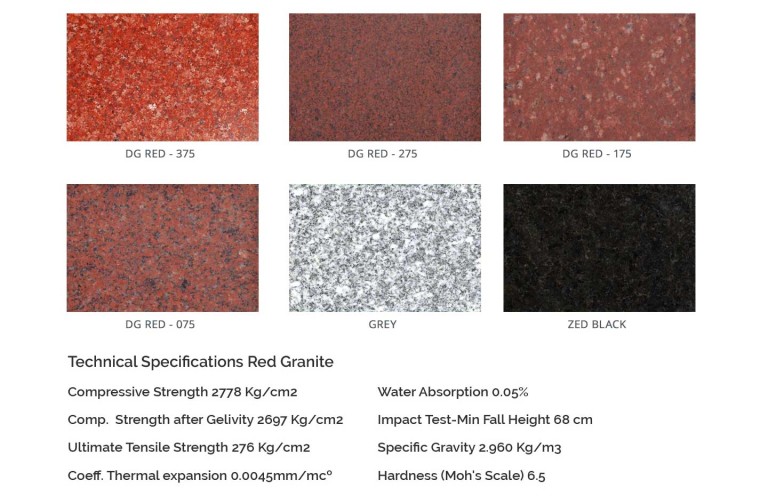 DG RED - 375
DG RED - 275
DG RED - 175
DG RED - 075
GREY
ZED BLACK
Technical Specifications Red Granite
Compressive Strength 2778 Kg/cm2
Water Absorption 0.05%
Comp. Strength after Gelivity 2697 Kg/cm2
Impact Test-Min Fall Height 68 cm
Ultimate Tensile Strength 276 Kg/cm2
Specific Gravity 2.960 Kg/m3
Coeff. Thermal expansion 0.0045mm/mcº
Hardness (Moh's Scale) 6.5